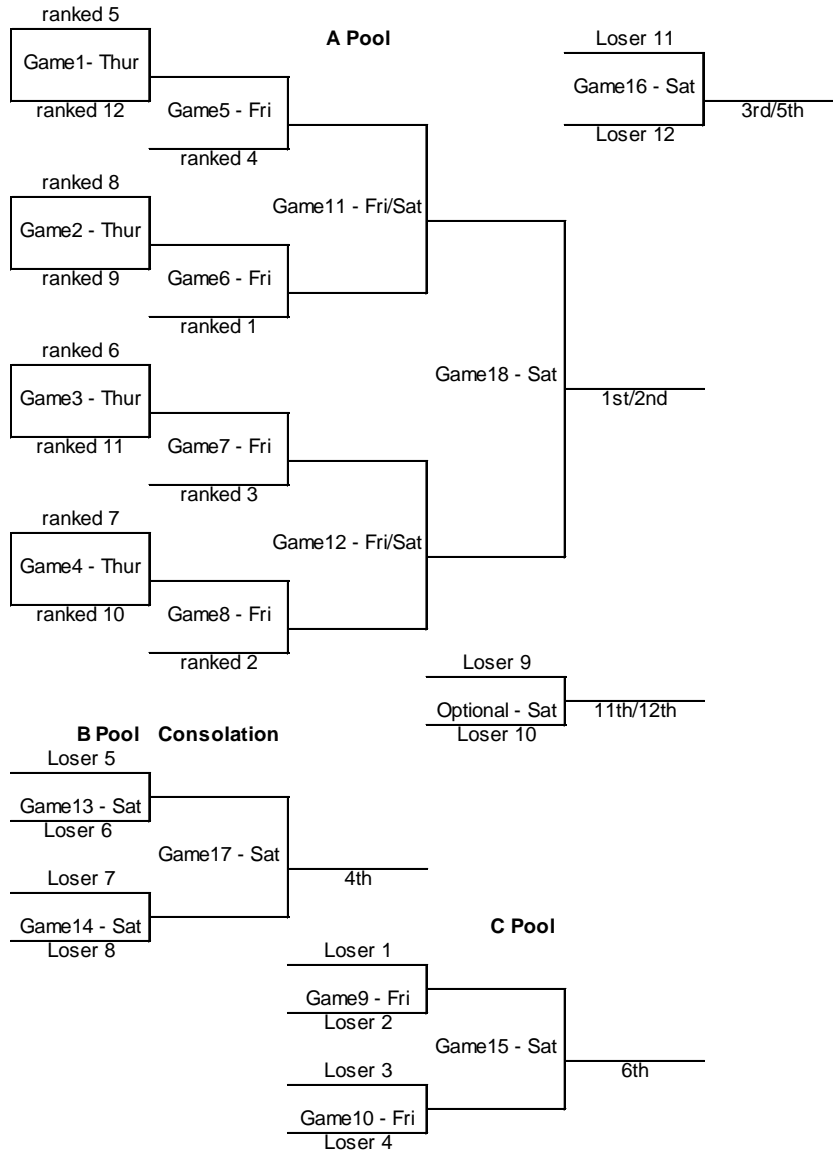 ranked 5
A Pool
Loser 11
Game1- Thur
Game16 - Sat
ranked 12
Game5 - Fri
3rd/5th
Loser 12
ranked 4
ranked 8
Game11 - Fri/Sat
Game2 - Thur
ranked 9
Game6 - Fri
ranked 1
ranked 6
Game18 - Sat
Game3 - Thur
1st/2nd
ranked 11
Game7 - Fri
ranked 3
ranked 7
Game12 - Fri/Sat
Game4 - Thur
ranked 10
Game8 - Fri
ranked 2
Loser 9
Optional - Sat
11th/12th
Loser 10
B Pool Consolation
Loser 5
Game13 - Sat
Loser 6
Game17 - Sat
Loser 7
4th
Game14 - Sat
Loser 8
C Pool
Loser 1
Game9 - Fri
Loser 2
Game15 - Sat
Loser 3
6th
Game10 - Fri
Loser 4